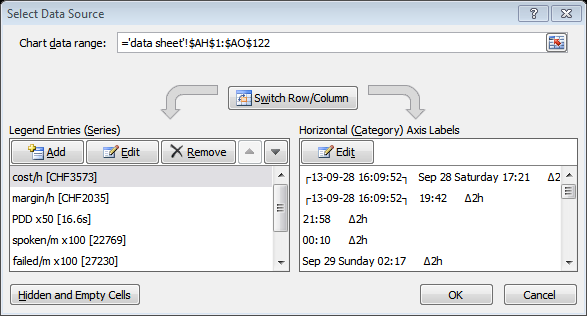 Select Data Source
Chart data range: ='data sheet'!$AH$1:$AO$122
Switch Row/Column
Legend Entries (Series)
Add Edit Remove
cost/h [CHF3573]
margin/h [CHF2035]
PDD x50 [16.6s]
spoken/m x100 [22769]
failed/m x100 [27230]
Horizontal (Category) Axis Labels
Edit
┌13-09-28 16:09:52┐ Sep 28 Saturday 17:21 Δ2
┌13-09-28 16:09:52┐ 19:42 Δ2h
21:58 Δ2h
00:10 Δ2h
Sep 29 Sunday 02:17 Δ2h
Hidden and Empty Cells
OK Cancel